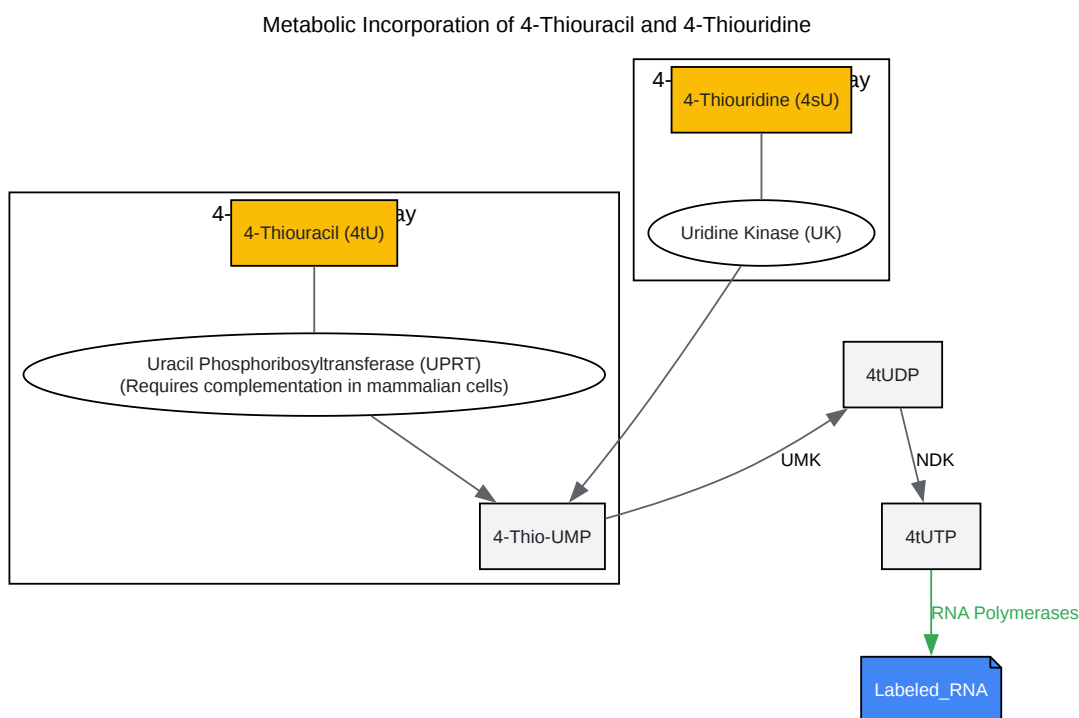 Metabolic Incorporation of 4-Thiouracil and 4-Thiouridine
4-Thiouridine (4sU)
Uridine Kinase (UK)
4-Thiouracil (4tU)
Uracil Phosphoribosyltransferase (UPRT)
(Requires complementation in mammalian cells)
4tUDP
UMK
NDK
4-Thio-UMP
4tUTP
RNA Polymerases
Labeled_RNA